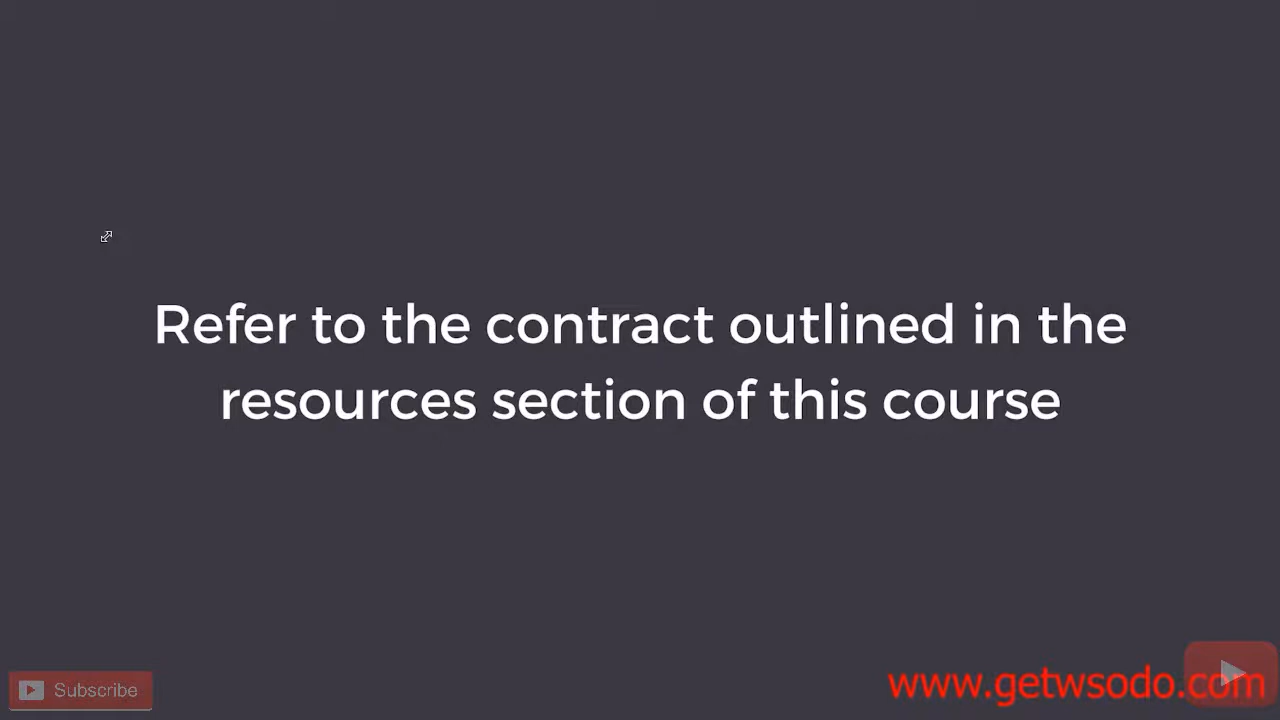 Refer to the contract outlined in the
resources section of this course
Subscribe
www.getwsodo.com